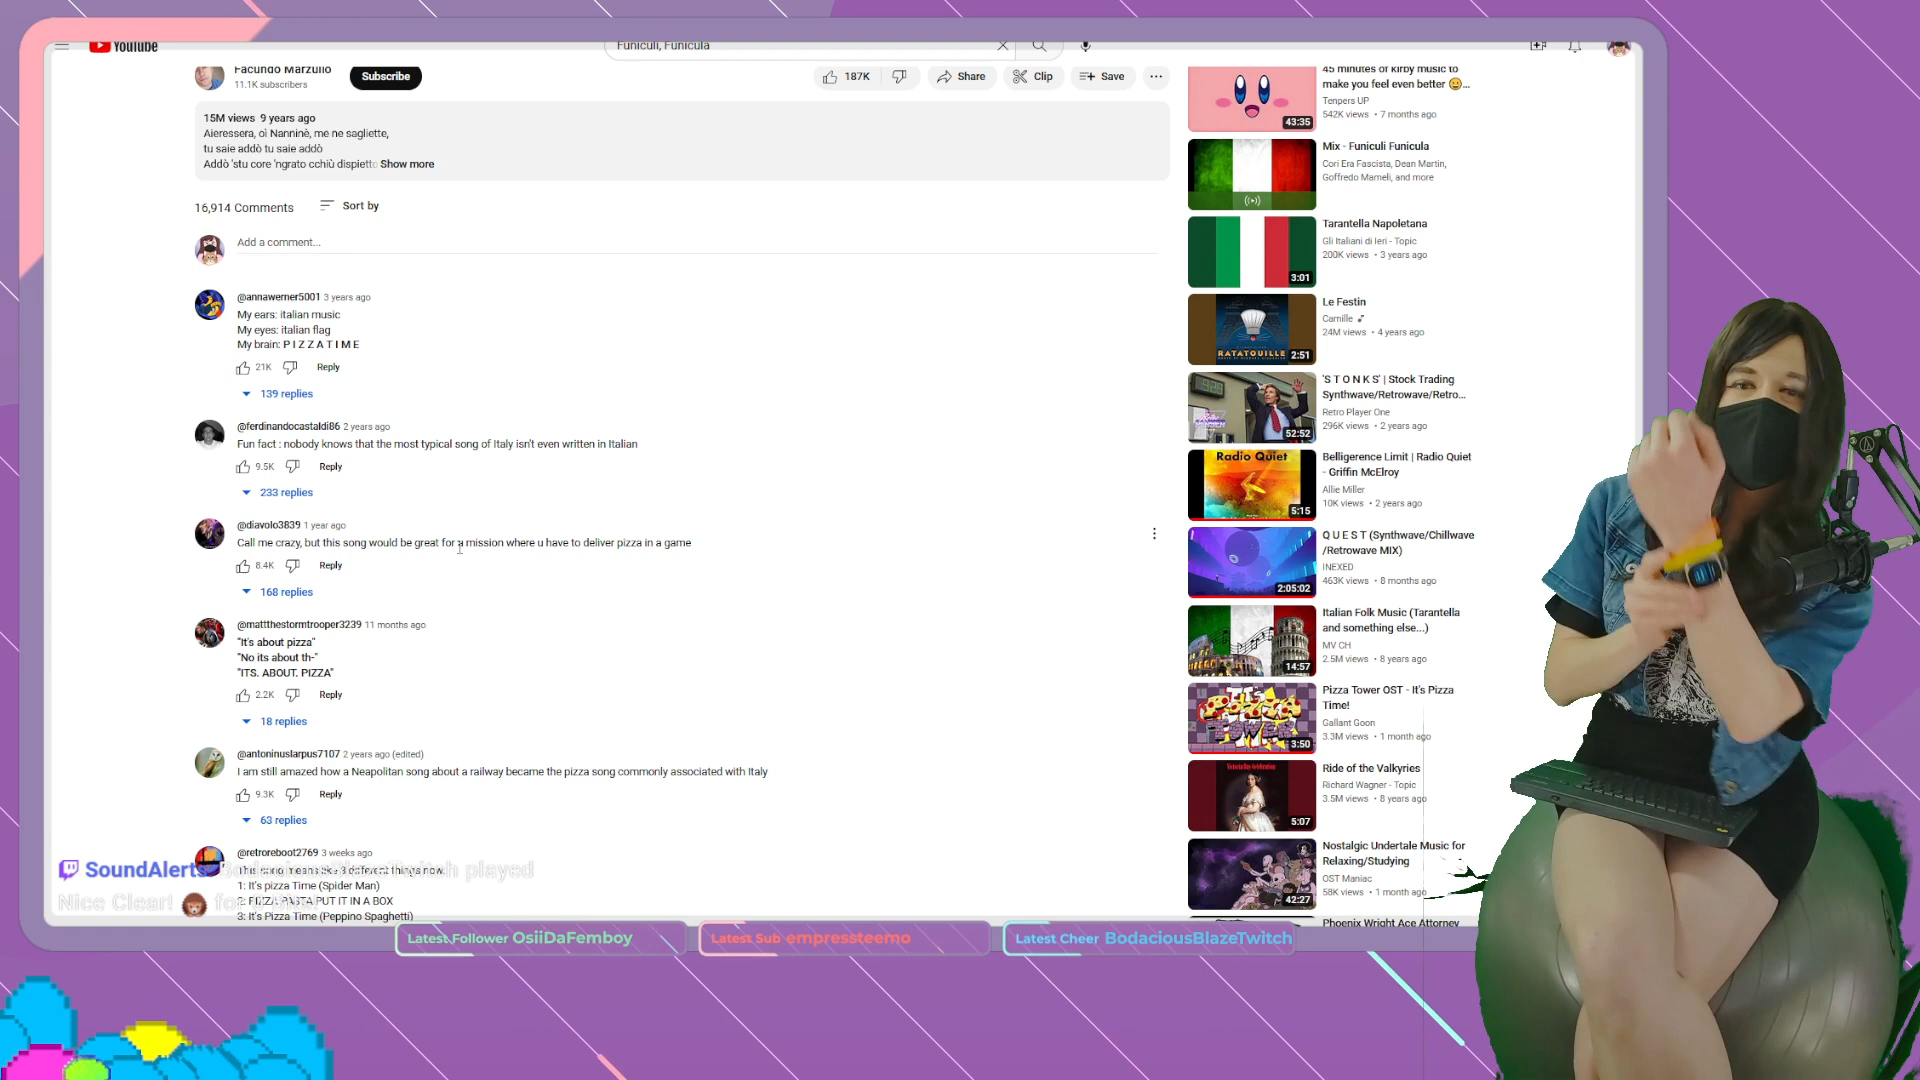 YouTube
Funiculi, Funicula
Facundo Marzullo
11.1K subscribers
Subscribe
187K
Share
Clip
Save
15M views 9 years ago
Aieressera, oì Nanninè, me ne sagliette,
tu saie addò tu saie addò
Addò 'stu core 'ngrato cchiù dispietto Show more
16,914 Comments
Sort by
Add a comment...
@annawerner5001 3 years ago
My ears: italian music
My eyes: italian flag
My brain: P I Z Z A T I M E
21K
Reply
139 replies
@ferdinandocastaldi86 2 years ago
Fun fact : nobody knows that the most typical song of Italy isn't even written in Italian
9.5K
Reply
233 replies
@diavolo3839 1 year ago
Call me crazy, but this song would be great for a mission where u have to deliver pizza in a game
8.4K
Reply
168 replies
@mattthestormtrooper3239 11 months ago
"It's about pizza"
"No its about th-"
"ITS. ABOUT. PIZZA"
2.2K
Reply
18 replies
@antoninuslarpus7107 2 years ago (edited)
I am still amazed how a Neapolitan song about a railway became the pizza song commonly associated with Italy
9.3K
Reply
63 replies
@retroreboot2769 3 weeks ago
This song means like 3 different things now.
1: It's pizza Time (Spider Man)
2: PIZZA PASTA PUT IT IN A BOX
3: It's Pizza Time (Peppino Spaghetti)
SoundAlerts BodaciousBlazeTwitch played
Nice Clear! for
45 minutes of kirby music to
make you feel even better 😉...
Tenpers UP
542K views • 7 months ago
43:35
Mix - Funiculi Funicula
Cori Era Fascista, Dean Martin,
Goffredo Mameli, and more
Tarantella Napoletana
Gli Italiani di Ieri - Topic
200K views • 3 years ago
3:01
Le Festin
Camille
24M views • 4 years ago
RATATOUILLE
2:51
'S T O N K S' | Stock Trading
Synthwave/Retrowave/Retro...
Retro Player One
296K views • 2 years ago
52:52
Radio Quiet
Belligerence Limit | Radio Quiet
- Griffin McElroy
Allie Miller
10K views • 2 years ago
5:15
Q U E S T (Synthwave/Chillwave
/Retrowave MIX)
INEXED
463K views • 8 months ago
2:05:02
Italian Folk Music (Tarantella
and something else...)
MV CH
2.5M views • 8 years ago
14:57
Pizza Tower OST - It's Pizza
Time!
Gallant Goon
3.3M views • 1 month ago
3:50
Ride of the Valkyries
Richard Wagner - Topic
3.5M views • 8 years ago
5:07
Nostalgic Undertale Music for
Relaxing/Studying
OST Maniac
58K views • 1 month ago
42:27
Phoenix Wright Ace Attorney
Latest Follower OsiiDaFemboy
Latest Sub empressteemo
Latest Cheer BodaciousBlazeTwitch